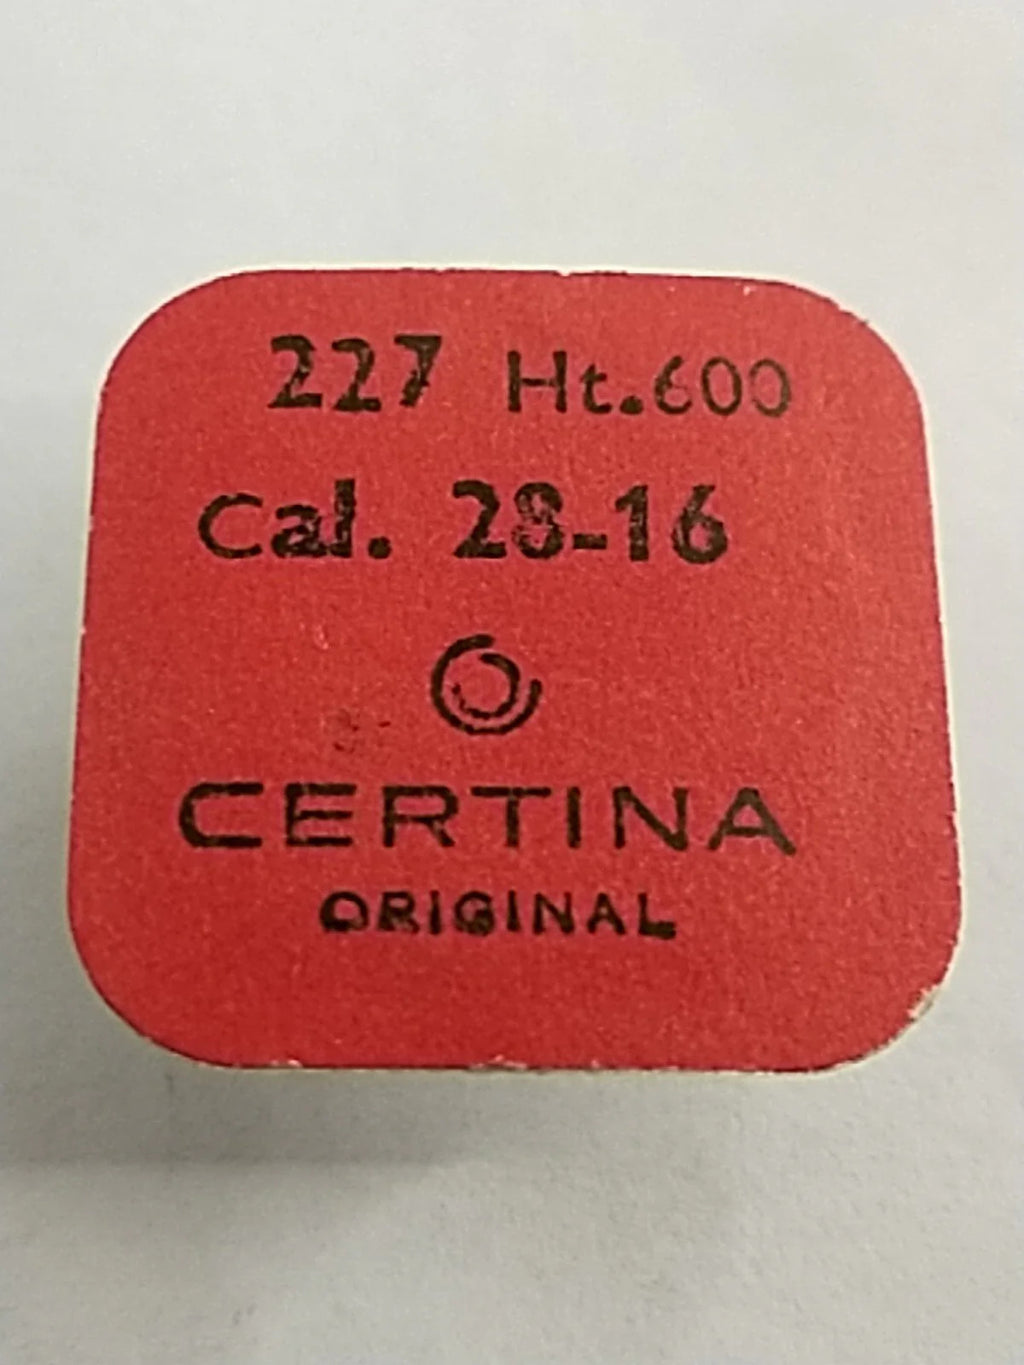 227 Ht.600
Cal. 28-16
CERTINA
ORIGINAL